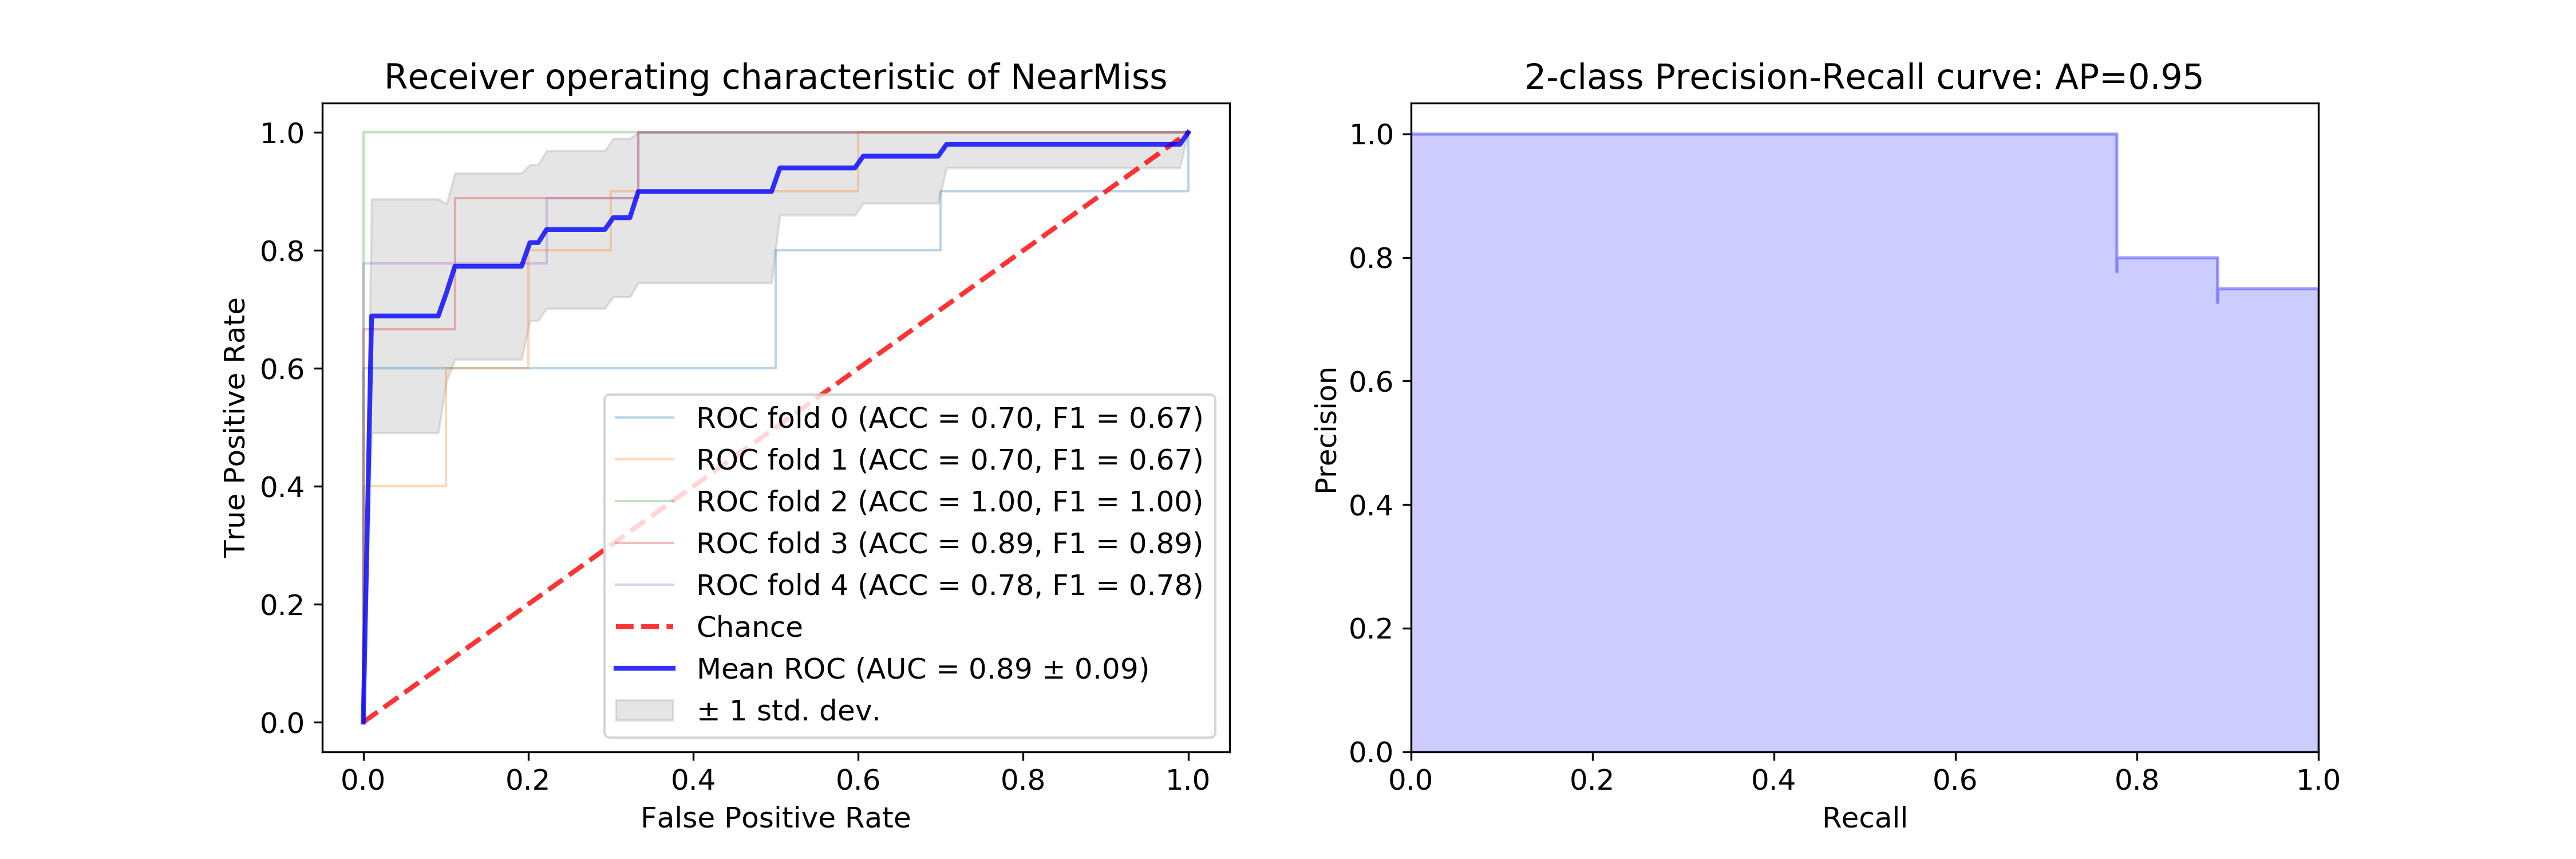 Receiver operating characteristic of NearMiss
1.0
0.8
0.6
0.4
0.2
0.0
True Positive Rate
ROC fold 0 (ACC = 0.70, F1 = 0.67)
ROC fold 1 (ACC = 0.70, F1 = 0.67)
ROC fold 2 (ACC = 1.00, F1 = 1.00)
ROC fold 3 (ACC = 0.89, F1 = 0.89)
ROC fold 4 (ACC = 0.78, F1 = 0.78)
Chance
Mean ROC (AUC = 0.89 ± 0.09)
± 1 std. dev.
0.0 0.2 0.4 0.6 0.8 1.0
False Positive Rate
2-class Precision-Recall curve: AP=0.95
1.0
0.8
0.6
0.4
0.2
0.0
Precision
0.0 0.2 0.4 0.6 0.8 1.0
Recall